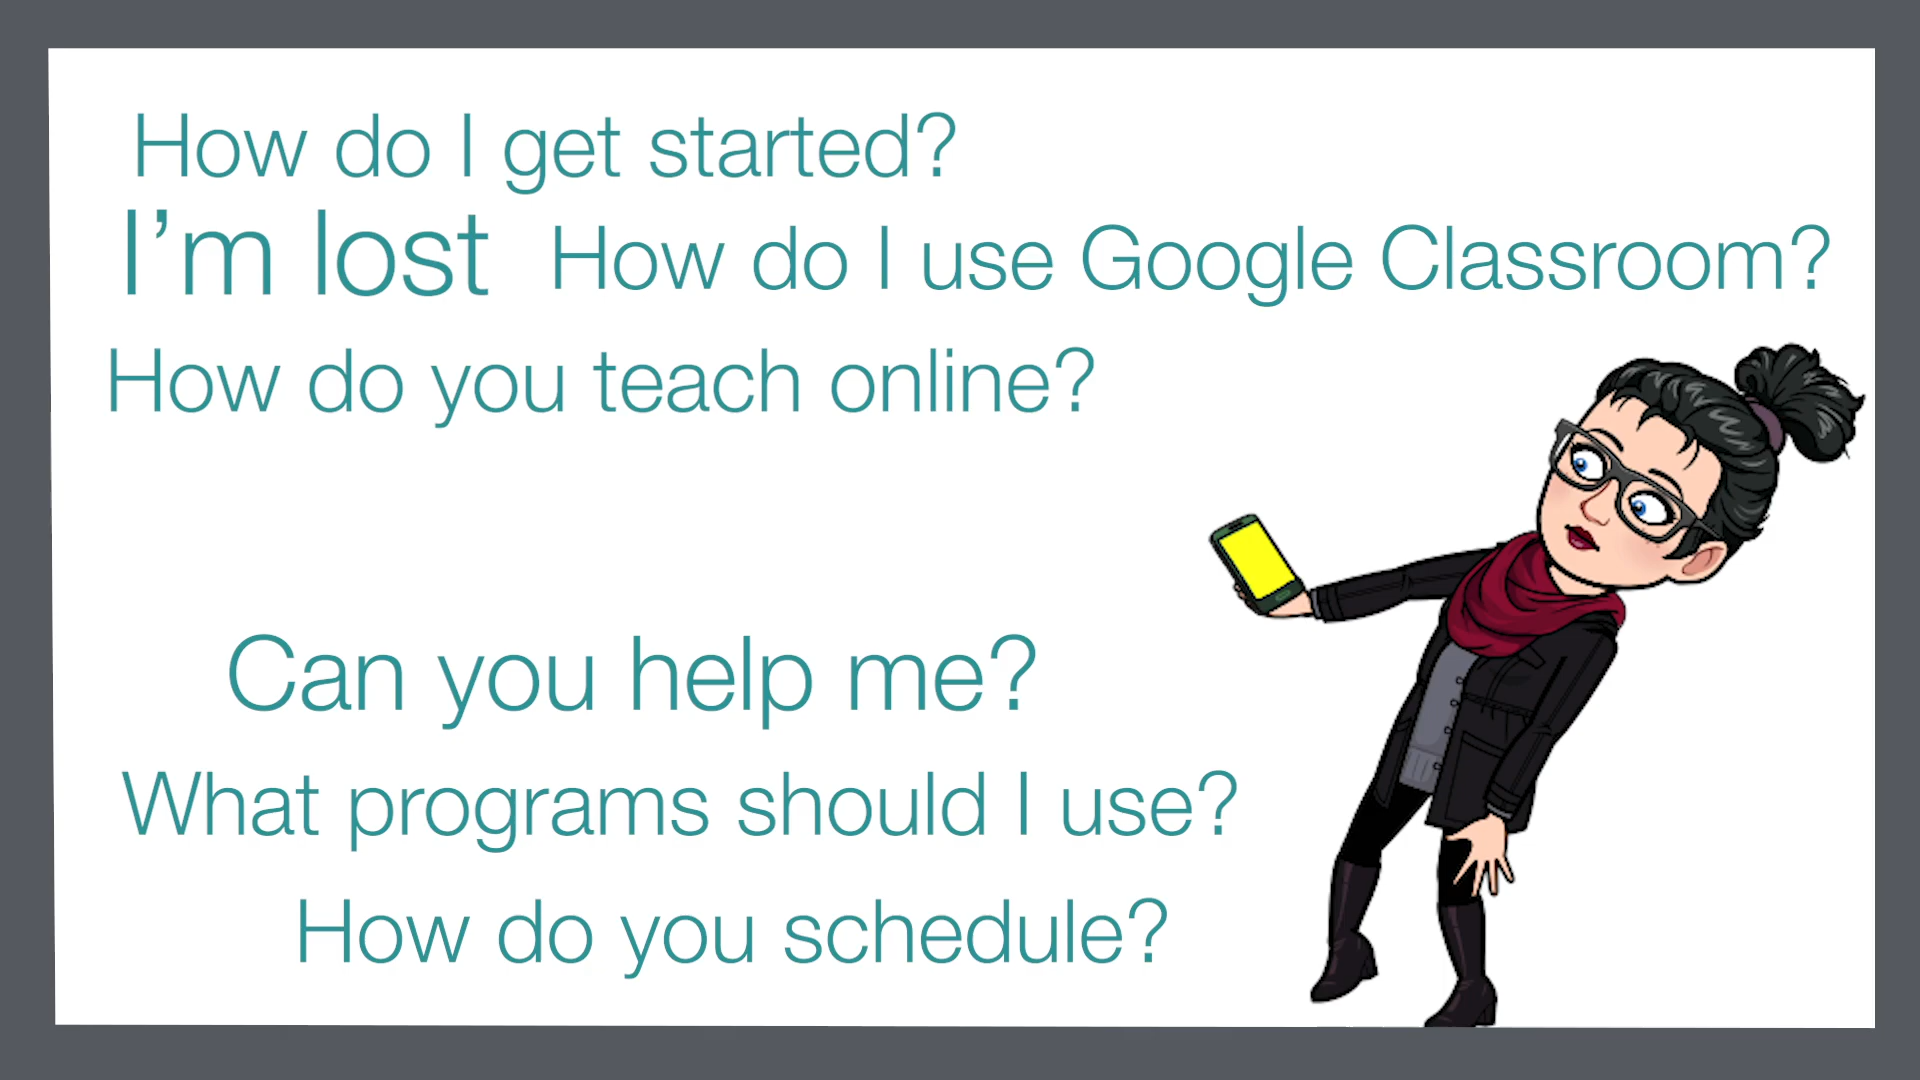 How do I get started?
I’m lost
How do I use Google Classroom?
How do you teach online?
Can you help me?
What programs should I use?
How do you schedule?